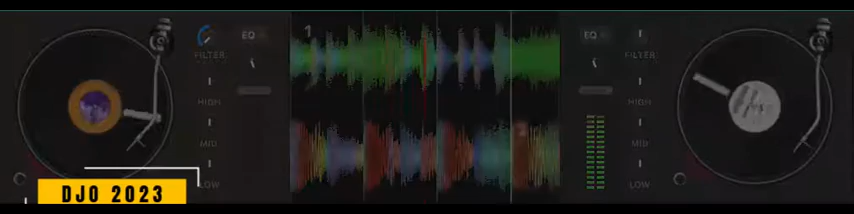 1
EQ
EQ
FILTER
FILTER
HIGH
HIGH
MID
MID
LOW
LOW
DJO 2023